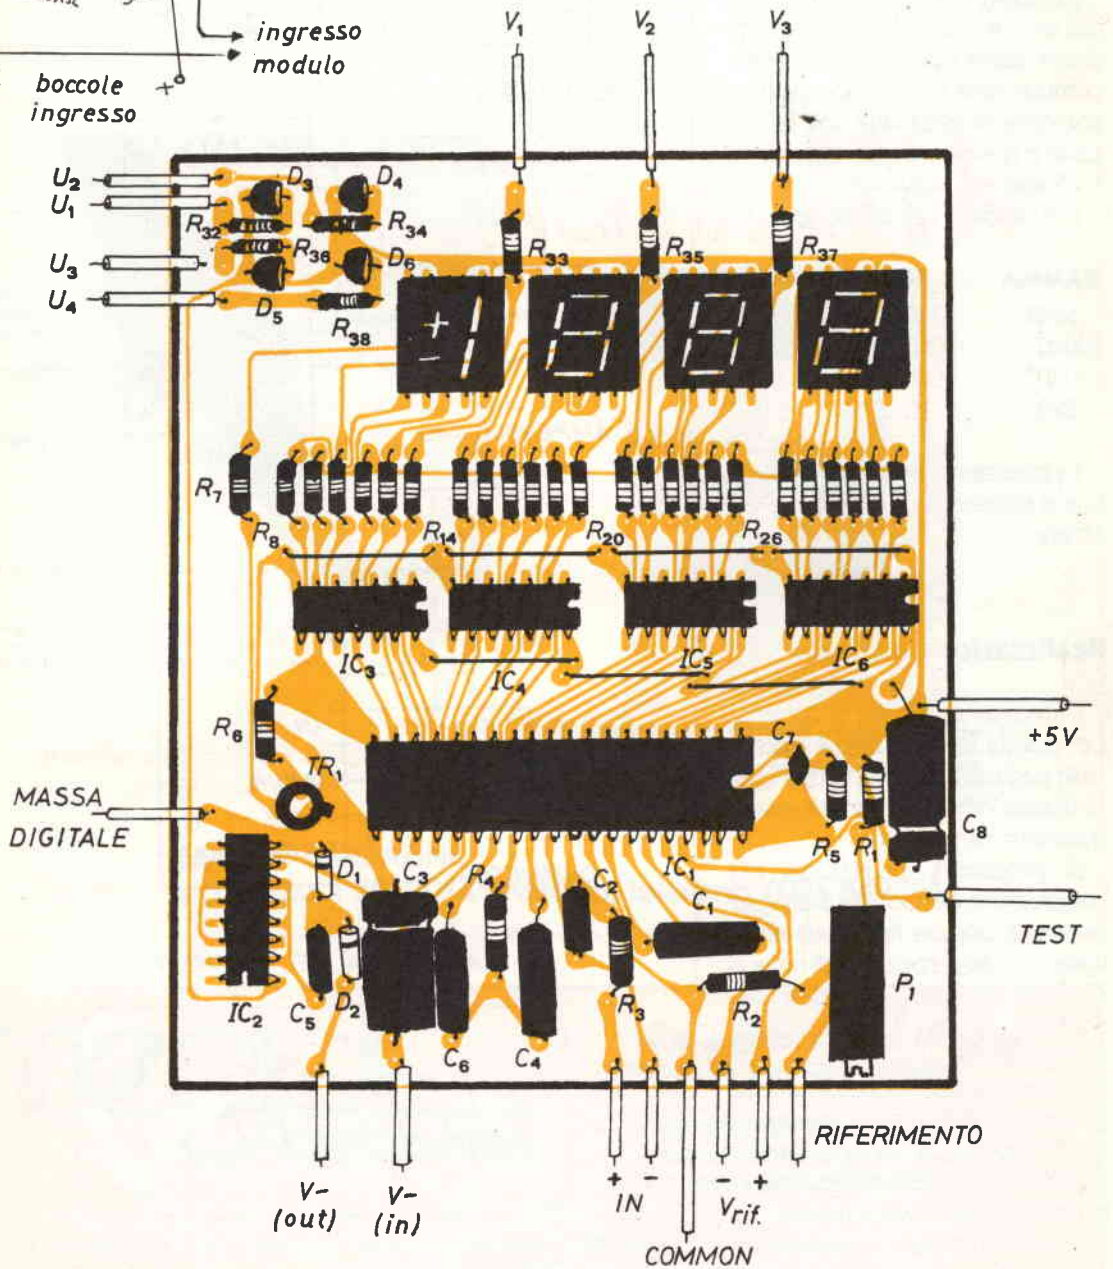 ingresso
modulo
boccole
ingresso
+
V1
V2
V3
U2
U1
U3
U4
D3
D4
R32
R34
R36
D6
D5
R38
R33
R35
R37
R7
R8
R14
R20
R26
IC3
IC4
IC5
IC6
R6
TR1
C7
+5V
MASSA
DIGITALE
D1
C3
R4
C2
IC1
R5
R1
C8
C1
TEST
IC2
C5
D2
C6
C4
R3
R2
P1
RIFERIMENTO
+ IN -
- Vrif. +
V-
(out)
V-
(in)
COMMON